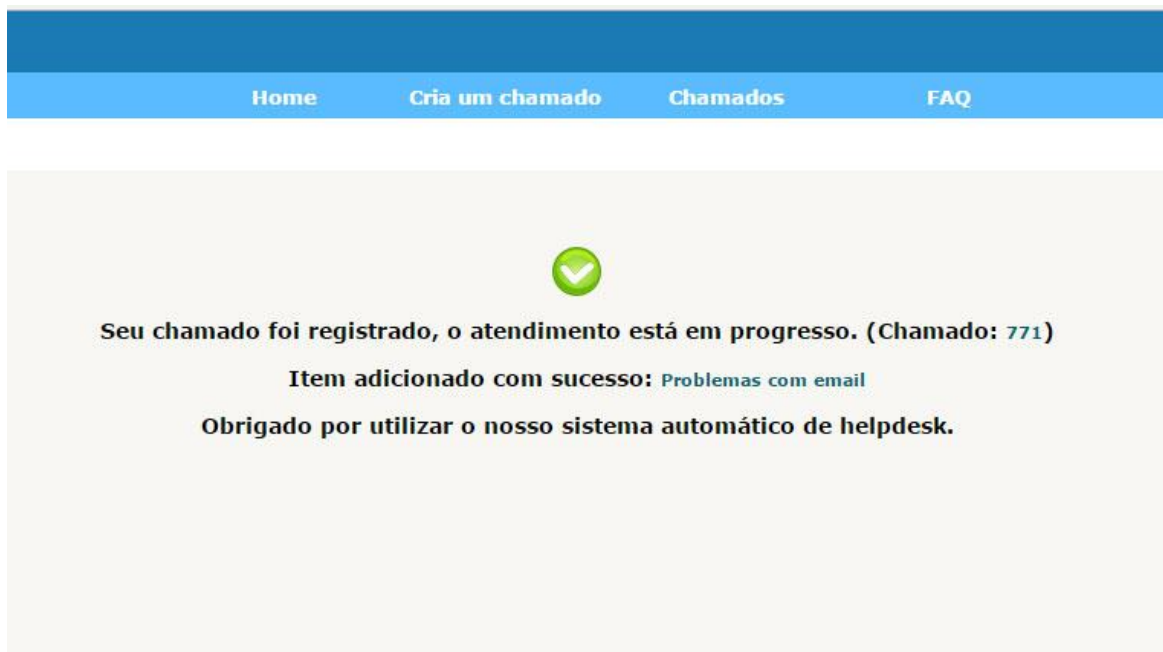 Home Cria um chamado Chamados FAQ
Seu chamado foi registrado, o atendimento está em progresso. (Chamado: 771)
Item adicionado com sucesso: Problemas com email
Obrigado por utilizar o nosso sistema automático de helpdesk.